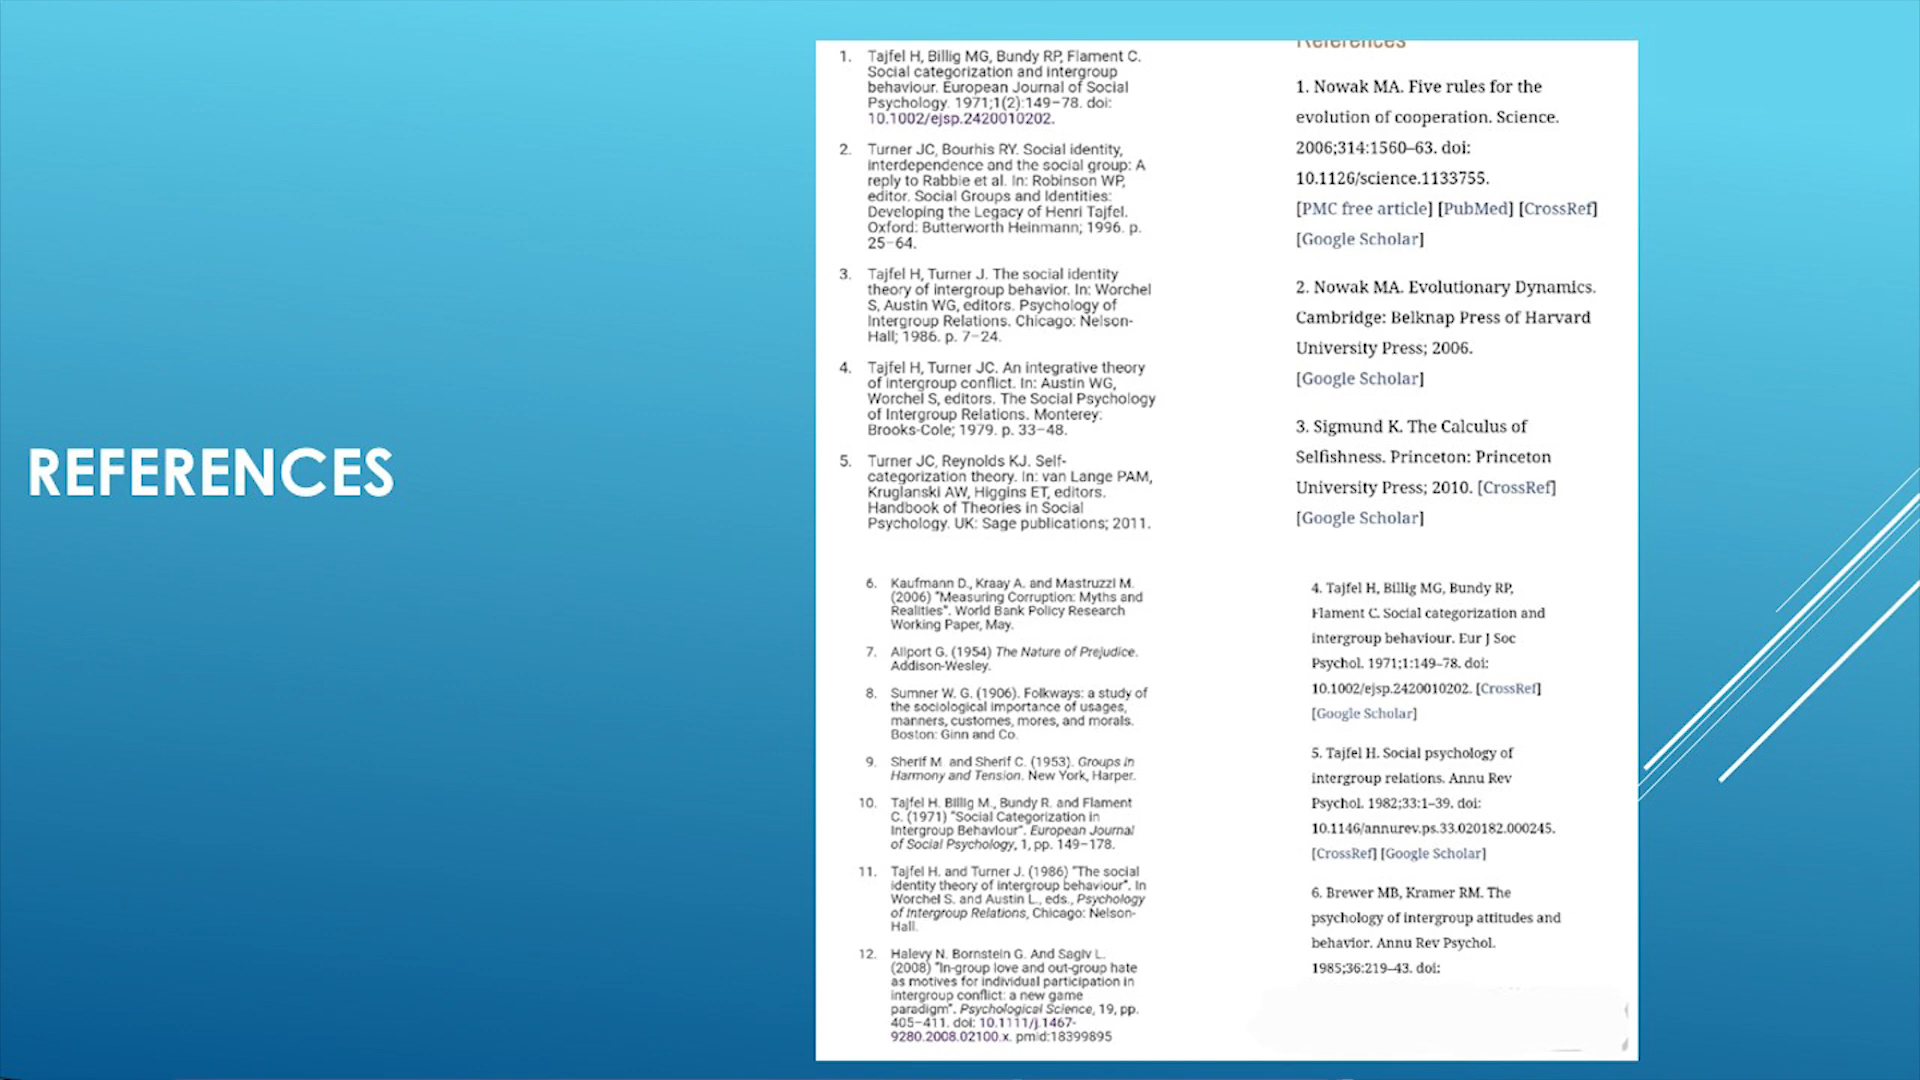 REFERENCES
1. Tajfel H, Billig MG, Bundy RP, Flament C.
Social categorization and intergroup
behaviour. European Journal of Social
Psychology. 1971;1(2):149–78. doi:
10.1002/ejsp.2420010202.
2. Turner JC, Bourhis RY. Social identity,
interdependence and the social group: A
reply to Rabbie et al. In: Robinson WP,
editor. Social Groups and Identities:
Developing the Legacy of Henri Tajfel.
Oxford: Butterworth Heinmann; 1996. p.
25–64.
3. Tajfel H, Turner J. The social identity
theory of intergroup behavior. In: Worchel
S, Austin WG, editors. Psychology of
Intergroup Relations. Chicago: Nelson-
Hall; 1986. p. 7–24.
4. Tajfel H, Turner JC. An integrative theory
of intergroup conflict. In: Austin WG,
Worchel S, editors. The Social Psychology
of Intergroup Relations. Monterey:
Brooks-Cole; 1979. p. 33–48.
5. Turner JC, Reynolds KJ. Self-
categorization theory. In: van Lange PAM,
Kruglanski AW, Higgins ET, editors.
Handbook of Theories in Social
Psychology. UK: Sage publications; 2011.
6. Kaufmann D., Kraay A. and Mastruzzi M.
(2006) "Measuring Corruption: Myths and
Realities". World Bank Policy Research
Working Paper, May.
7. Allport G. (1954) The Nature of Prejudice.
Addison-Wesley.
8. Sumner W. G. (1906). Folkways: a study of
the sociological importance of usages,
manners, customes, mores, and morals.
Boston: Ginn and Co.
9. Sherif M. and Sherif C. (1953). Groups in
Harmony and Tension. New York, Harper.
10. Tajfel H. Billig M., Bundy R. and Flament
C. (1971) "Social Categorization in
Intergroup Behaviour". European Journal
of Social Psychology, 1, pp. 149–178.
11. Tajfel H. and Turner J. (1986) "The social
identity theory of intergroup behaviour". In
Worchel S. and Austin L., eds., Psychology
of Intergroup Relations, Chicago: Nelson-
Hall.
12. Halevy N. Bornstein G. And Sagiv L.
(2008) "In-group love and out-group hate
as motives for individual participation in
intergroup conflict: a new game
paradigm". Psychological Science, 19, pp.
405–411. doi: 10.1111/j.1467-
9280.2008.02100.x. pmid:18399895
References
1. Nowak MA. Five rules for the
evolution of cooperation. Science.
2006;314:1560–63. doi:
10.1126/science.1133755.
[PMC free article] [PubMed] [CrossRef]
[Google Scholar]
2. Nowak MA. Evolutionary Dynamics.
Cambridge: Belknap Press of Harvard
University Press; 2006.
[Google Scholar]
3. Sigmund K. The Calculus of
Selfishness. Princeton: Princeton
University Press; 2010. [CrossRef]
[Google Scholar]
4. Tajfel H, Billig MG, Bundy RP,
Flament C. Social categorization and
intergroup behaviour. Eur J Soc
Psychol. 1971;1:149–78. doi:
10.1002/ejsp.2420010202. [CrossRef]
[Google Scholar]
5. Tajfel H. Social psychology of
intergroup relations. Annu Rev
Psychol. 1982;33:1–39. doi:
10.1146/annurev.ps.33.020182.000245.
[CrossRef] [Google Scholar]
6. Brewer MB, Kramer RM. The
psychology of intergroup attitudes and
behavior. Annu Rev Psychol.
1985;36:219–43. doi: